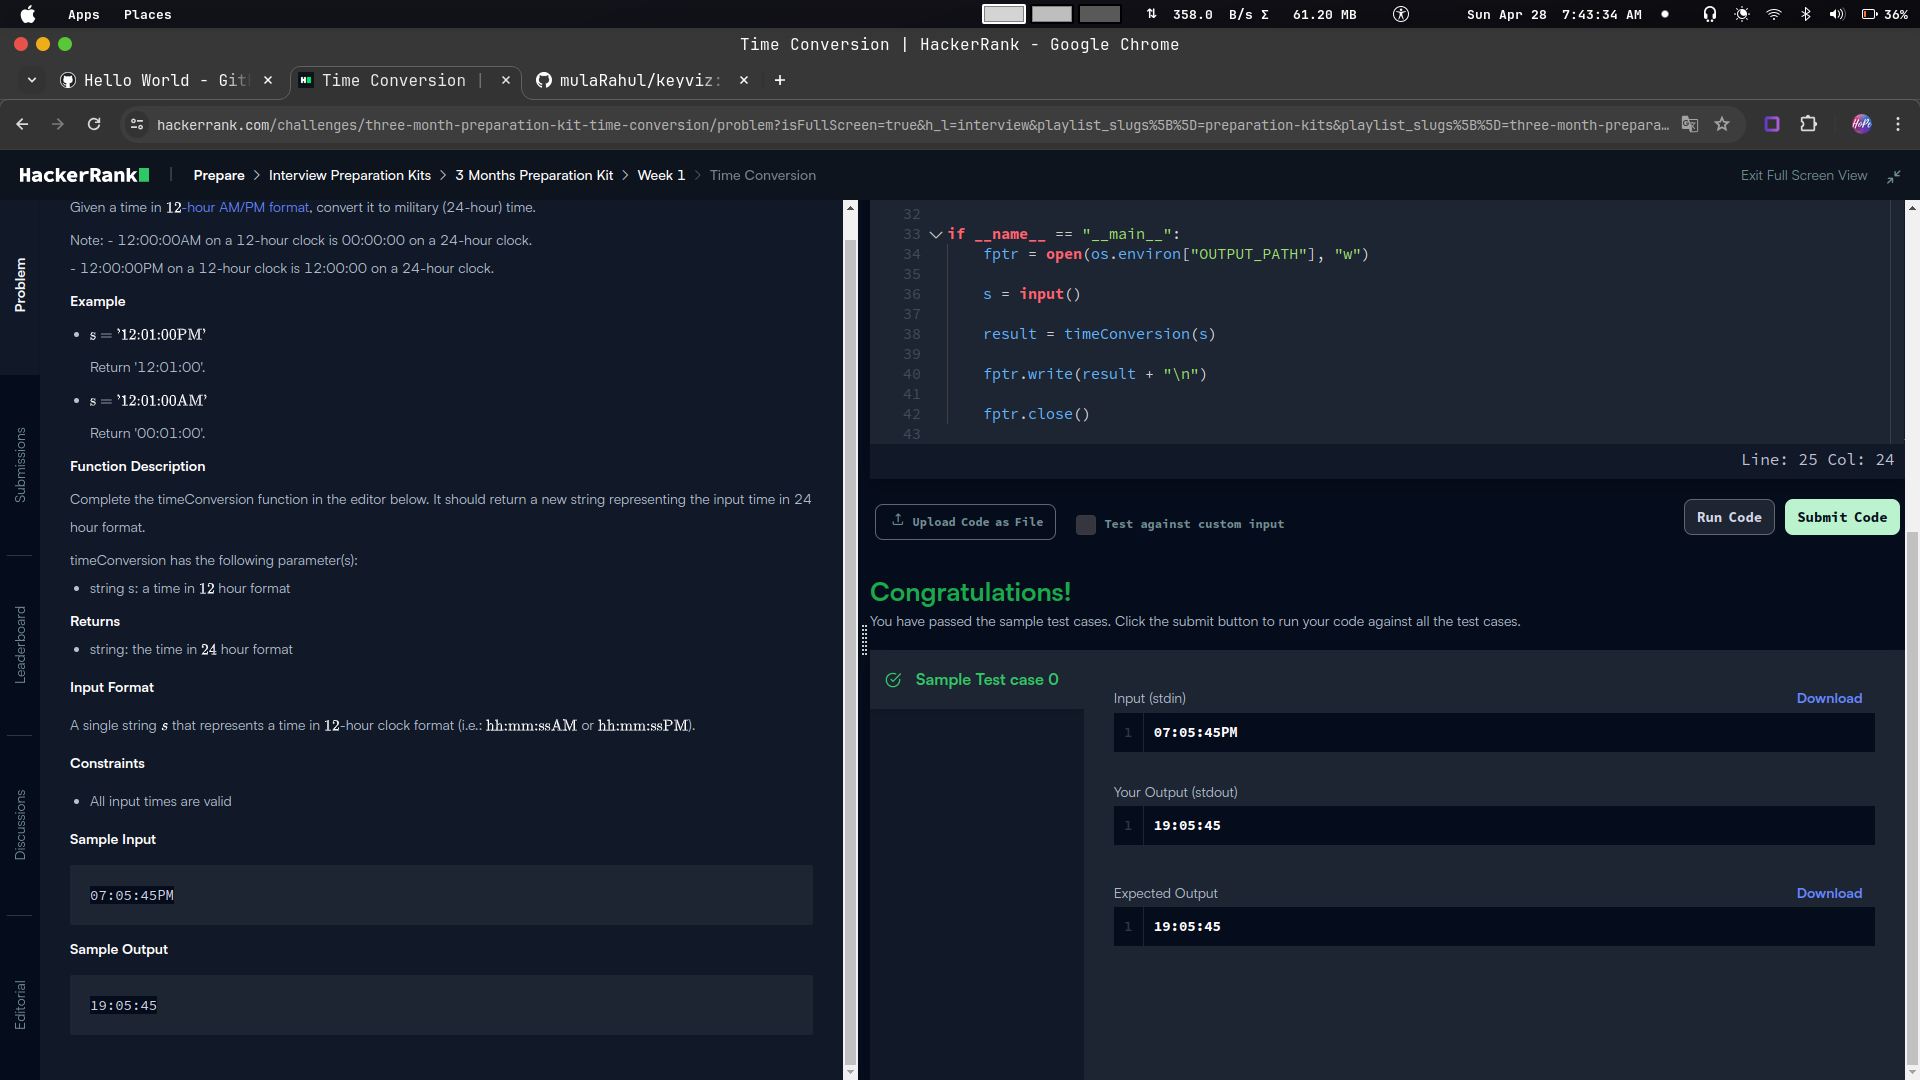 Apps Places 358.0 B/s Σ 61.20 MB Sun Apr 28 7:43:34 AM 36%
Time Conversion | HackerRank - Google Chrome
Hello World - Git Time Conversion | mulaRahul/keyviz:
hackerrank.com/challenges/three-month-preparation-kit-time-conversion/problem?isFullScreen=true&h_l=interview&playlist_slugs%5B%5D=preparation-kits&playlist_slugs%5B%5D=three-month-prepara...
HackerRank | Prepare > Interview Preparation Kits > 3 Months Preparation Kit > Week 1 > Time Conversion Exit Full Screen View
Problem
Submissions
Leaderboard
Discussions
Editorial
Given a time in 12-hour AM/PM format, convert it to military (24-hour) time.
Note: - 12:00:00AM on a 12-hour clock is 00:00:00 on a 24-hour clock.
- 12:00:00PM on a 12-hour clock is 12:00:00 on a 24-hour clock.
Example
• s = '12:01:00PM'
Return '12:01:00'.
• s = '12:01:00AM'
Return '00:01:00'.
Function Description
Complete the timeConversion function in the editor below. It should return a new string representing the input time in 24
hour format.
timeConversion has the following parameter(s):
• string s: a time in 12 hour format
Returns
• string: the time in 24 hour format
Input Format
A single string s that represents a time in 12-hour clock format (i.e.: hh:mm:ssAM or hh:mm:ssPM).
Constraints
• All input times are valid
Sample Input
07:05:45PM
Sample Output
19:05:45
32
33 if __name__ == "__main__":
34 fptr = open(os.environ["OUTPUT_PATH"], "w")
35
36 s = input()
37
38 result = timeConversion(s)
39
40 fptr.write(result + "\n")
41
42 fptr.close()
43
Line: 25 Col: 24
Upload Code as File Test against custom input Run Code Submit Code
Congratulations!
You have passed the sample test cases. Click the submit button to run your code against all the test cases.
Sample Test case 0
Input (stdin) Download
1 07:05:45PM
Your Output (stdout)
1 19:05:45
Expected Output Download
1 19:05:45